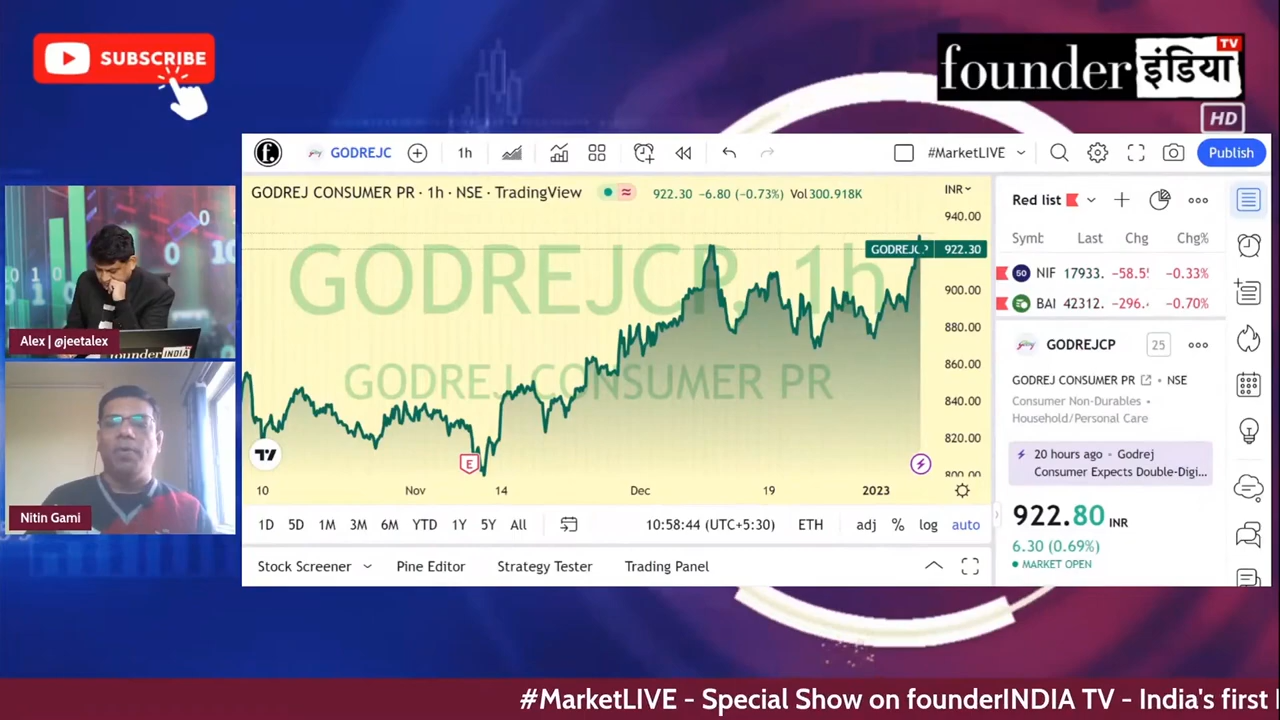 SUBSCRIBE
founder इंडिया TV
HD
GODREJC
1h
#MarketLIVE
Publish
GODREJ CONSUMER PR · 1h · NSE · TradingView
922.30 −6.80 (−0.73%) Vol300.918K
INR
940.00
GODREJCP 922.30
900.00
880.00
860.00
840.00
820.00
800.00
GODREJCP, 1h
GODREJ CONSUMER PR
E
10 Nov 14 Dec 19 2023
1D 5D 1M 3M 6M YTD 1Y 5Y All
10:58:44 (UTC+5:30) ETH adj % log auto
Stock Screener Pine Editor Strategy Tester Trading Panel
Red list
Symb Last Chg Chg%
50 NIF 17933. −58.5 −0.33%
BAI 42312. −296. −0.70%
GODREJCP 25
GODREJ CONSUMER PR • NSE
Consumer Non-Durables •
Household/Personal Care
20 hours ago • Godrej
Consumer Expects Double-Digi...
922.80 INR
6.30 (0.69%)
MARKET OPEN
Alex | @jeetalex
founder INDIA
Nitin Gami
#MarketLIVE - Special Show on founderINDIA TV - India's first